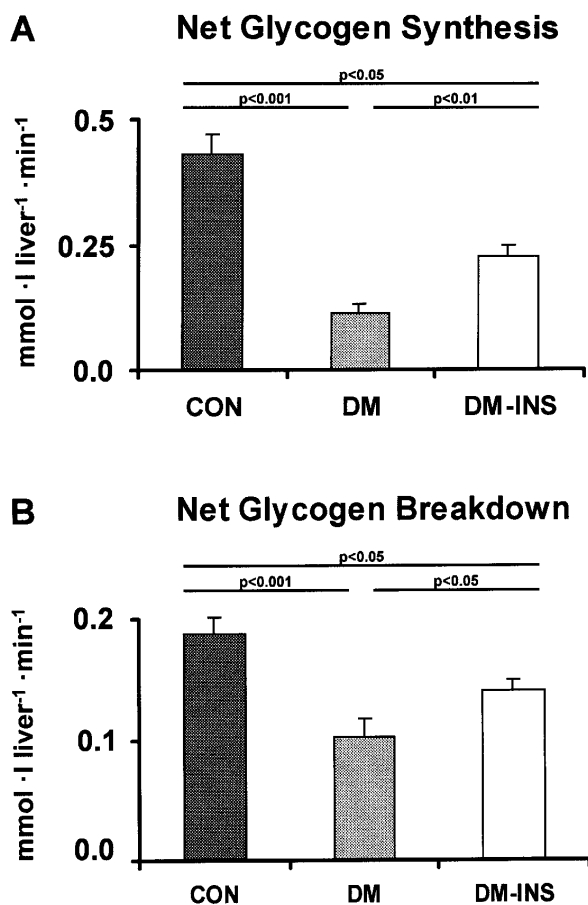 A Net Glycogen Synthesis
p<0.05
p<0.001 p<0.01
mmol ·l liver⁻¹ ·min⁻¹
0.5
0.25
0.0
CON DM DM-INS
B Net Glycogen Breakdown
p<0.05
p<0.001 p<0.05
mmol ·l liver⁻¹ ·min⁻¹
0.2
0.1
0.0
CON DM DM-INS